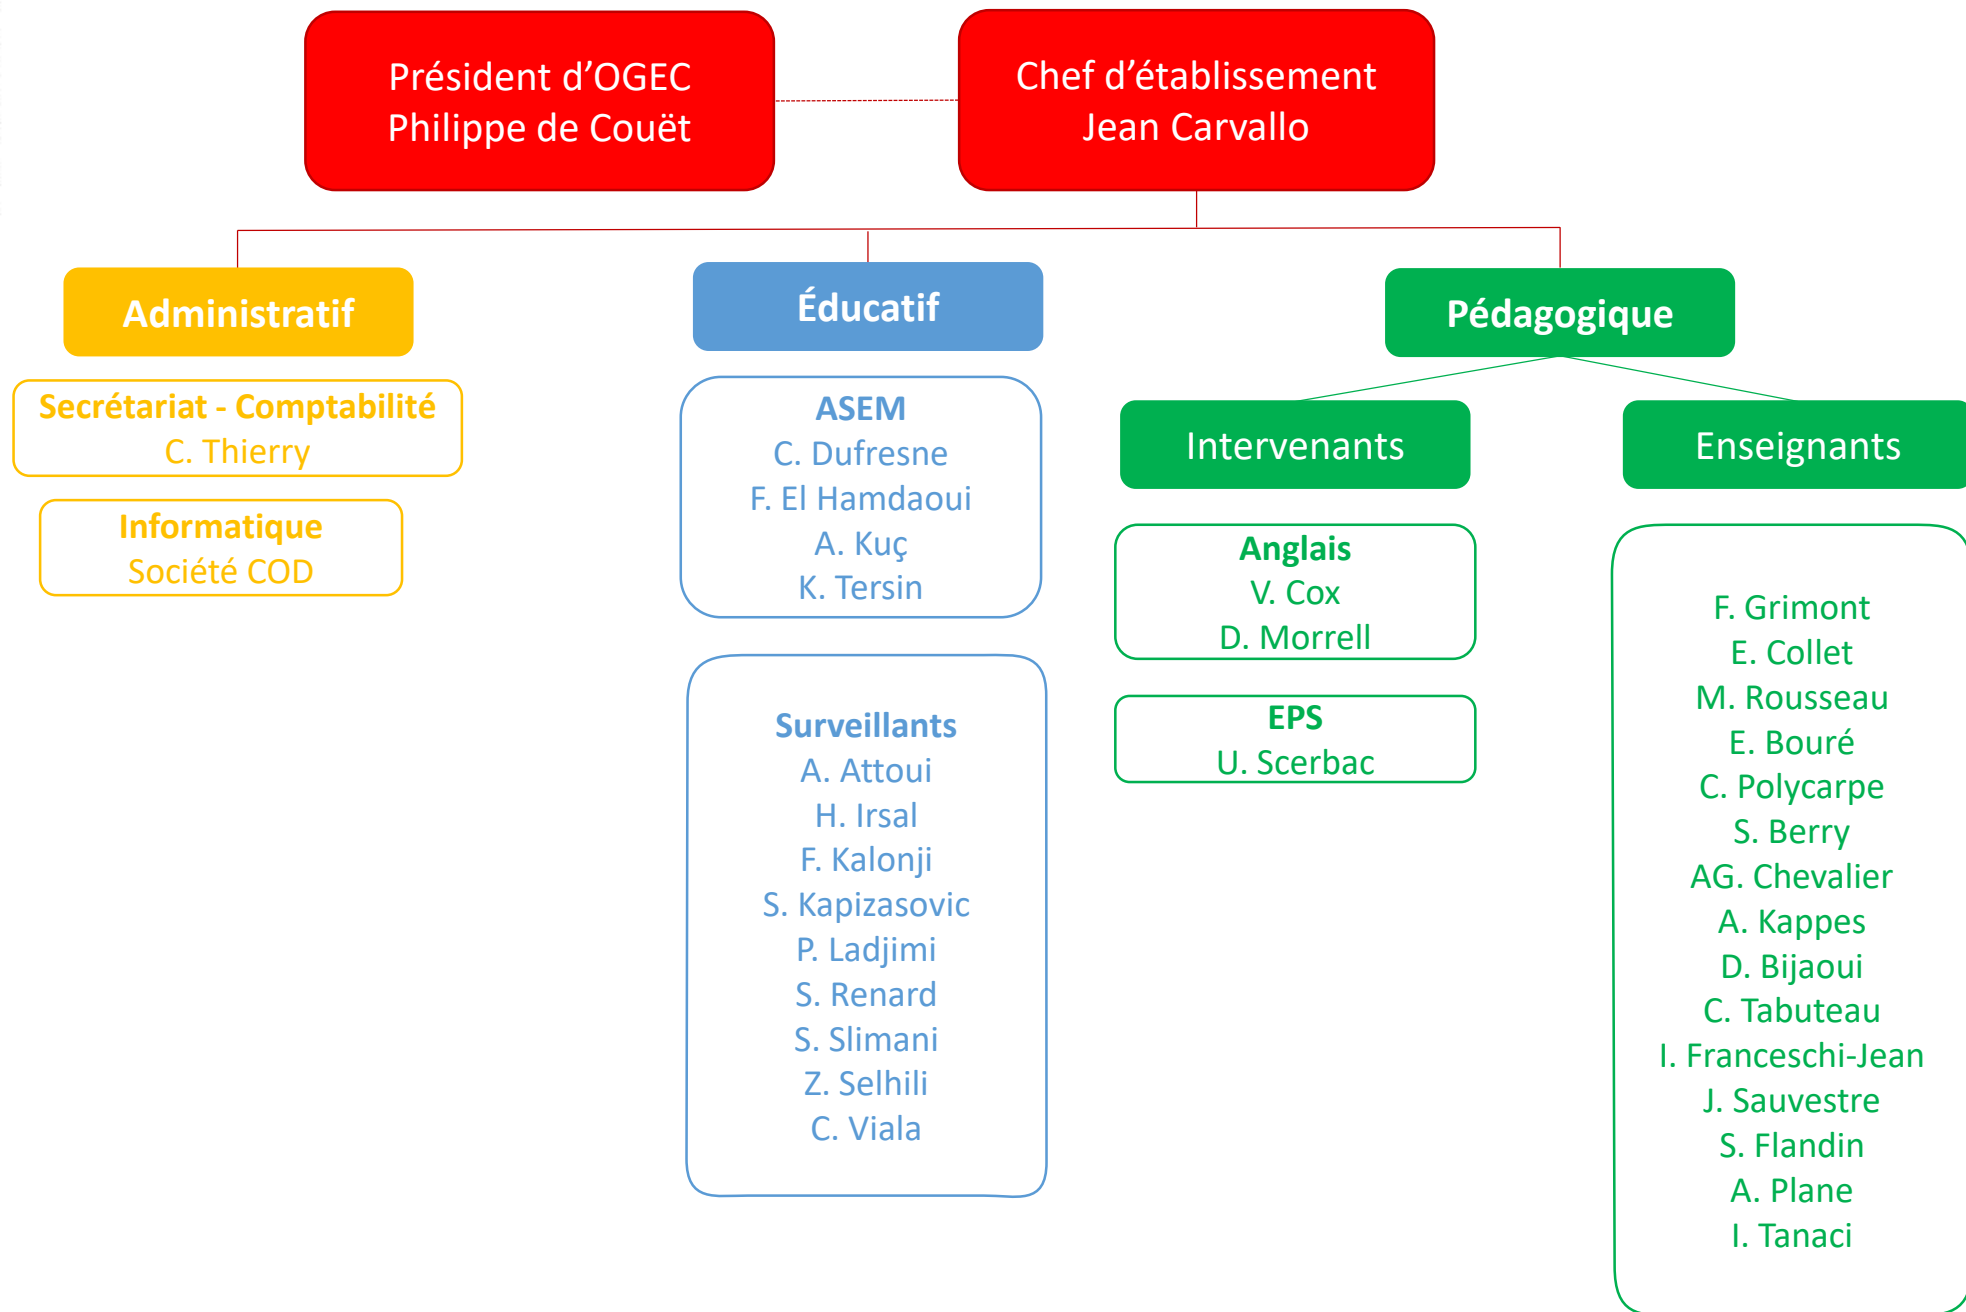 Président d’OGEC
Philippe de Couët
Chef d’établissement
Jean Carvallo
Administratif
Secrétariat - Comptabilité
C. Thierry
Informatique
Société COD
Éducatif
ASEM
C. Dufresne
F. El Hamdaoui
A. Kuç
K. Tersin
Surveillants
A. Attoui
H. Irsal
F. Kalonji
S. Kapizasovic
P. Ladjimi
S. Renard
S. Slimani
Z. Selhili
C. Viala
Pédagogique
Intervenants
Anglais
V. Cox
D. Morrell
EPS
U. Scerbac
Enseignants
F. Grimont
E. Collet
M. Rousseau
E. Bouré
C. Polycarpe
S. Berry
AG. Chevalier
A. Kappes
D. Bijaoui
C. Tabuteau
I. Franceschi-Jean
J. Sauvestre
S. Flandin
A. Plane
I. Tanaci